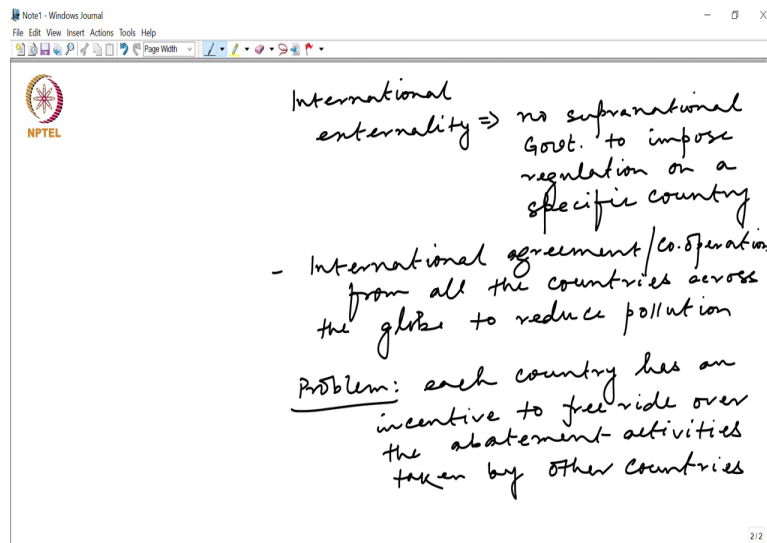 Note1 - Windows Journal
File Edit View Insert Actions Tools Help
Page Width
NPTEL
International
externality ⇒ no supranational
Govt. to impose
regulation on a
specific country
- International agreement/co.operation
from all the countries across
the globe to reduce pollution
Problem: each country has an
incentive to free ride over
the abatement activities
taken by other countries
2/2